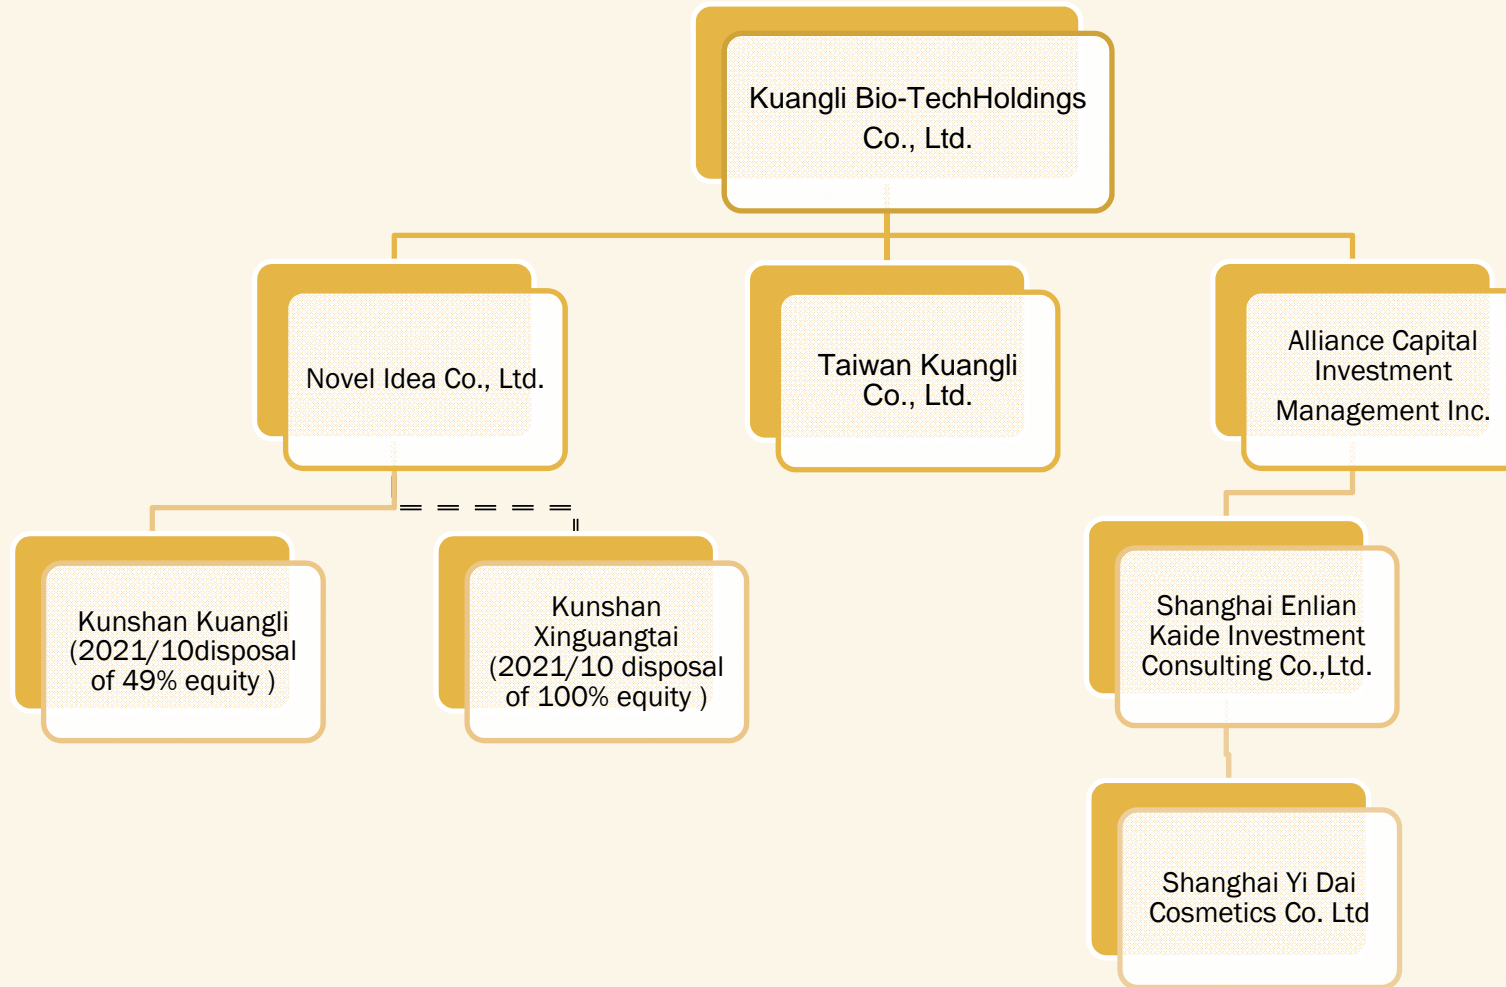 Kuangli Bio-TechHoldings
Co., Ltd.
Novel Idea Co., Ltd.
Taiwan Kuangli
Co., Ltd.
Alliance Capital
Investment
Management Inc.
Kunshan Kuangli
(2021/10disposal
of 49% equity )
Kunshan
Xinguangtai
(2021/10 disposal
of 100% equity )
Shanghai Enlian
Kaide Investment
Consulting Co.,Ltd.
Shanghai Yi Dai
Cosmetics Co. Ltd